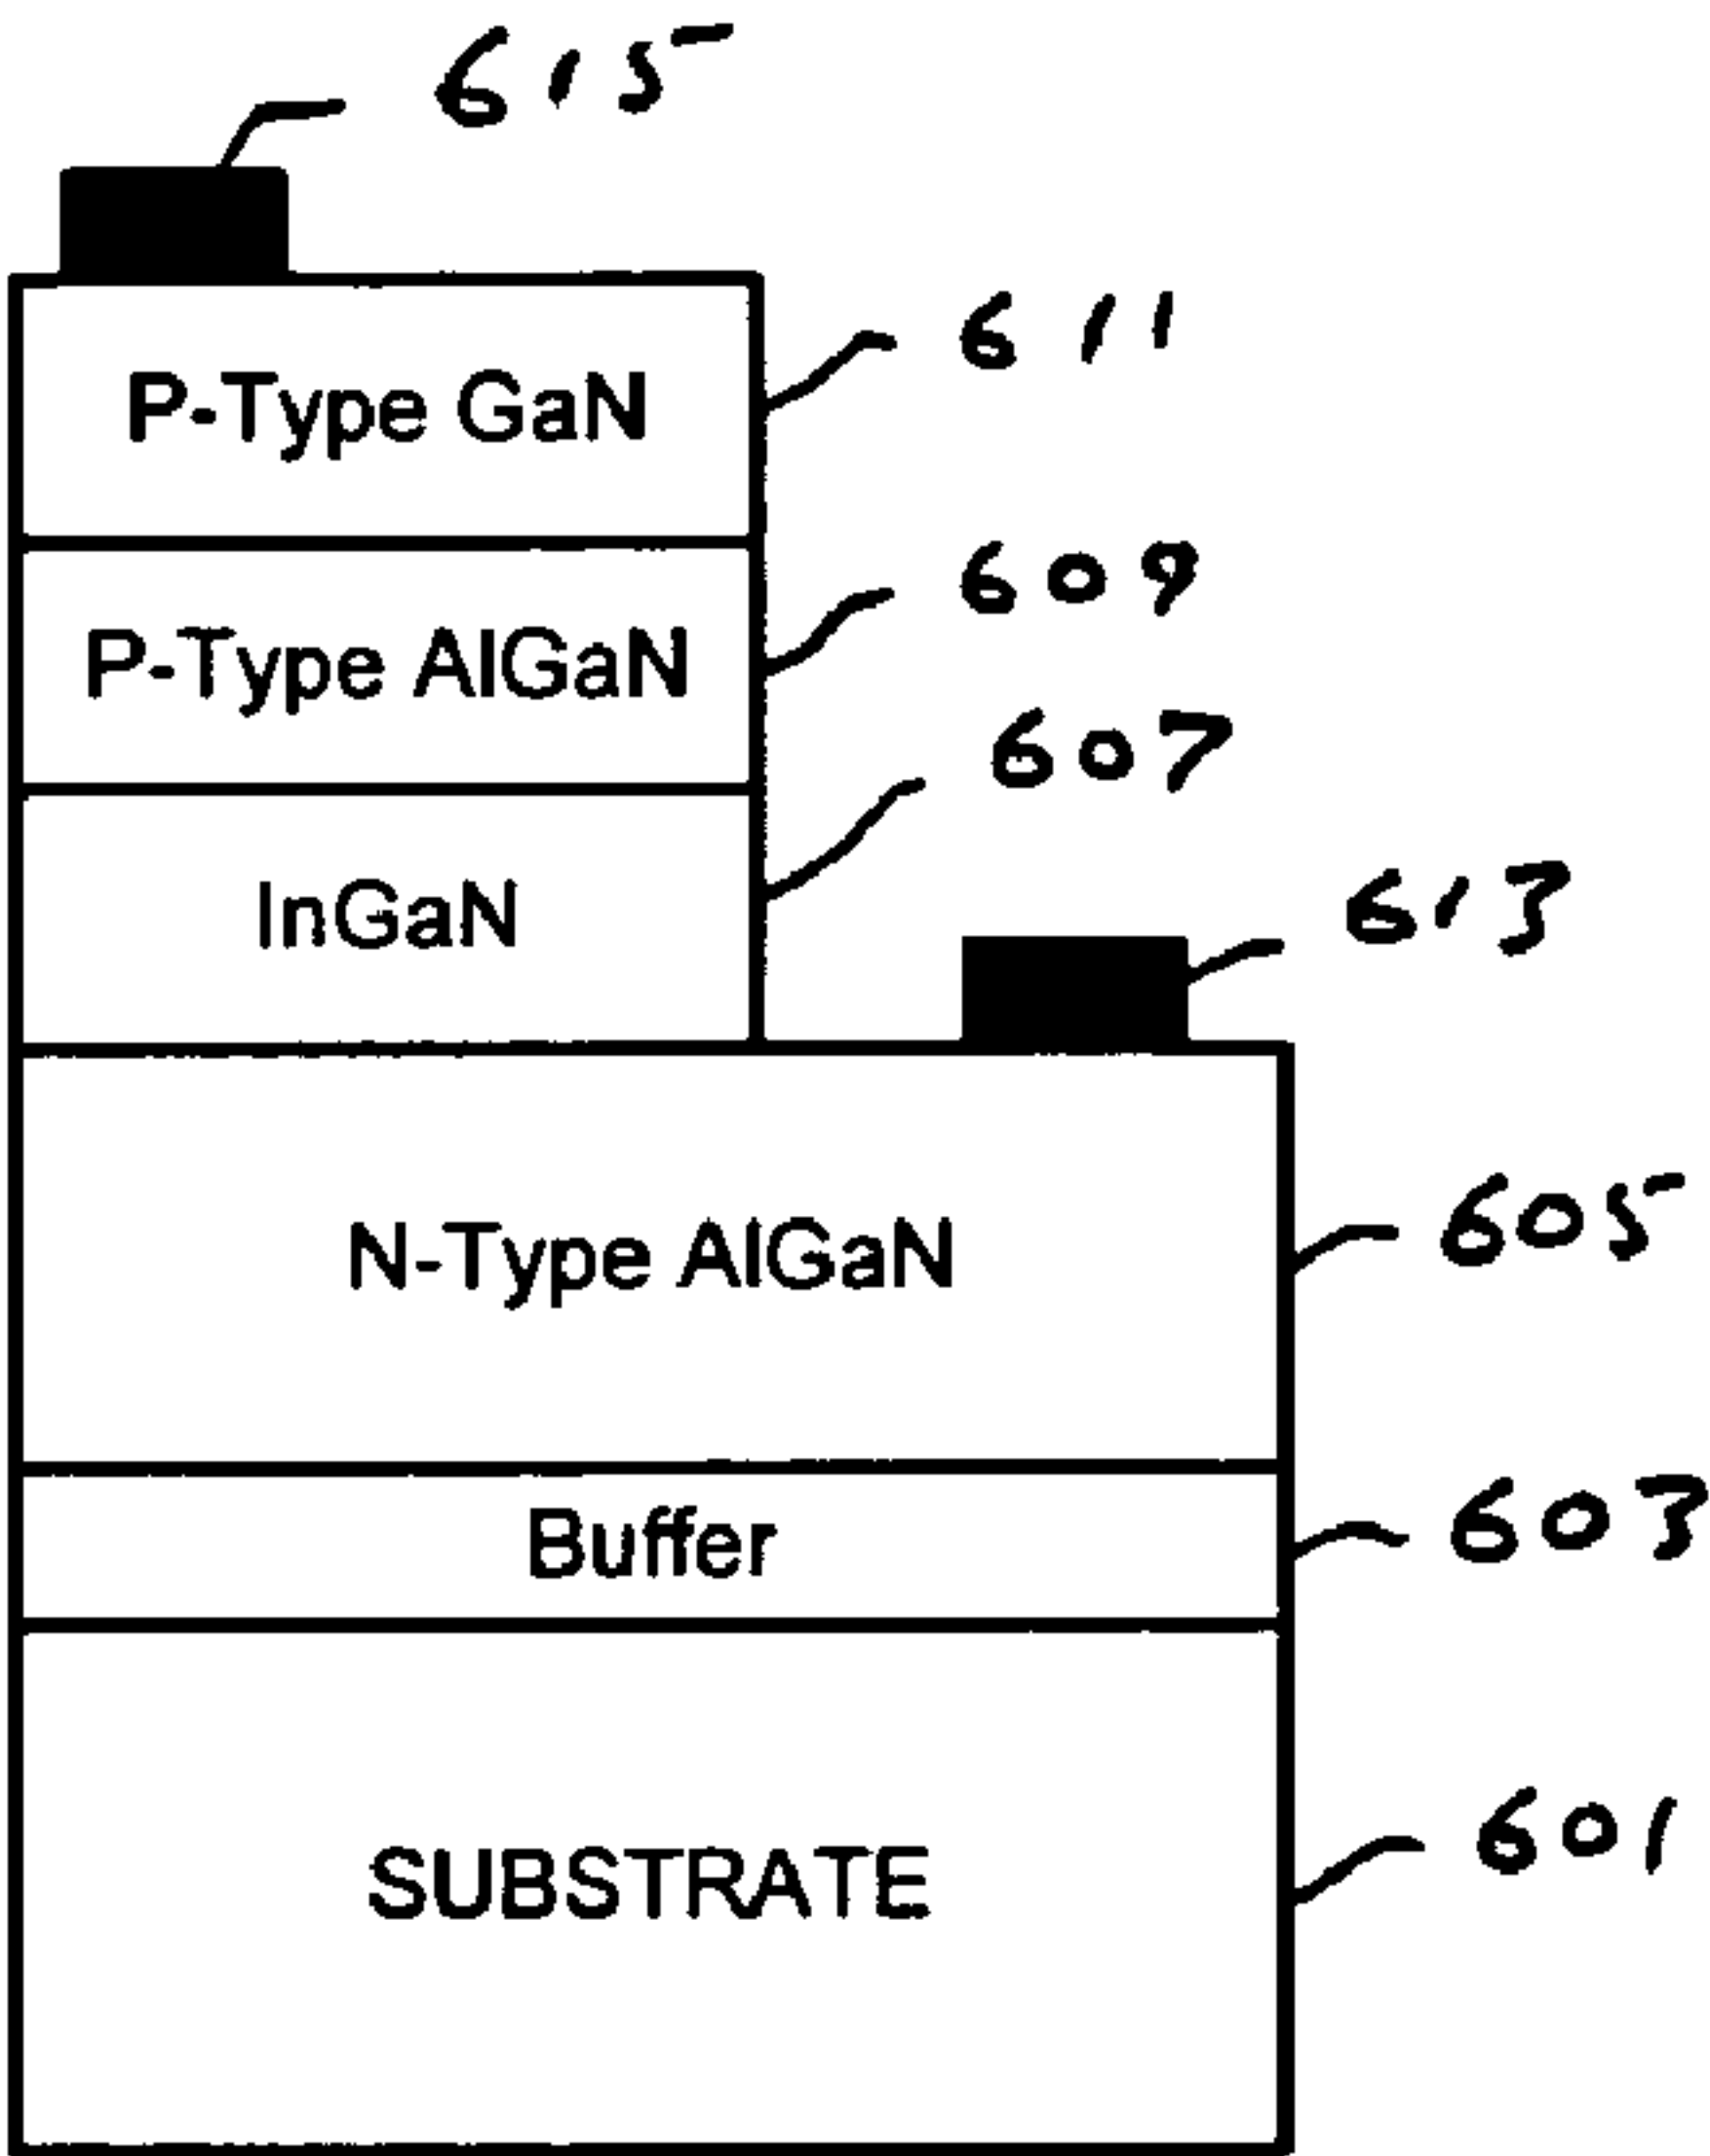 615
P-Type GaN 611
P-Type AlGaN 609
607
InGaN
613
N-Type AlGaN 605
Buffer 603
SUBSTRATE 601